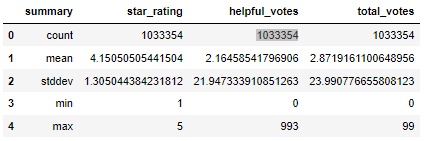 summary star_rating helpful_votes total_votes
0 count 1033354 1033354 1033354
1 mean 4.15050505441504 2.16458541796906 2.8719161100648956
2 stddev 1.305044384231812 21.947333910851263 23.990776655808123
3 min 1 0 0
4 max 5 993 99